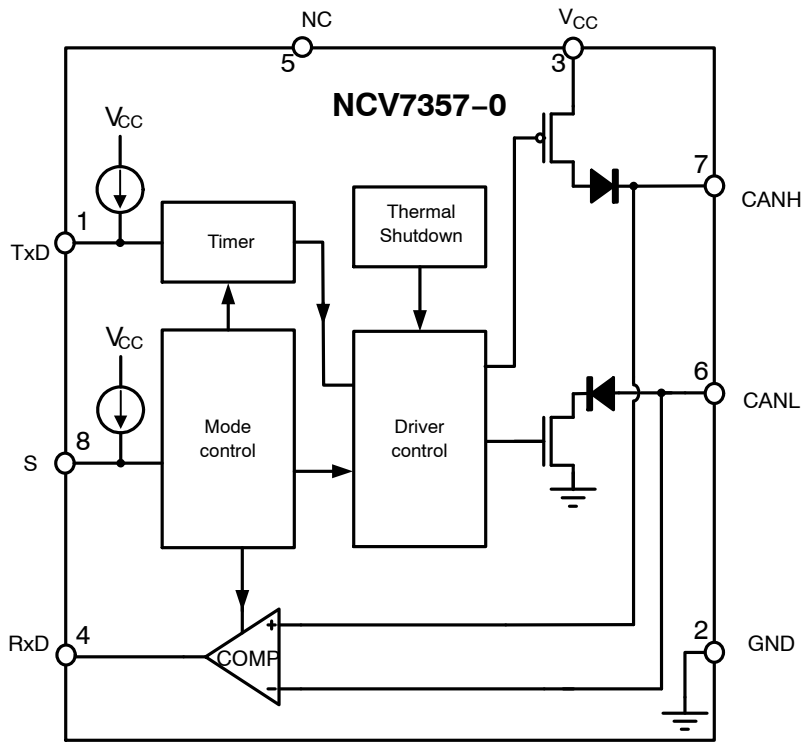 NC
5
VCC
3
NCV7357−0
VCC
7
CANH
1
TxD
Timer
Thermal
Shutdown
VCC
6
CANL
8
S
Mode
control
Driver
control
RxD
4
COMP
+
−
2
GND